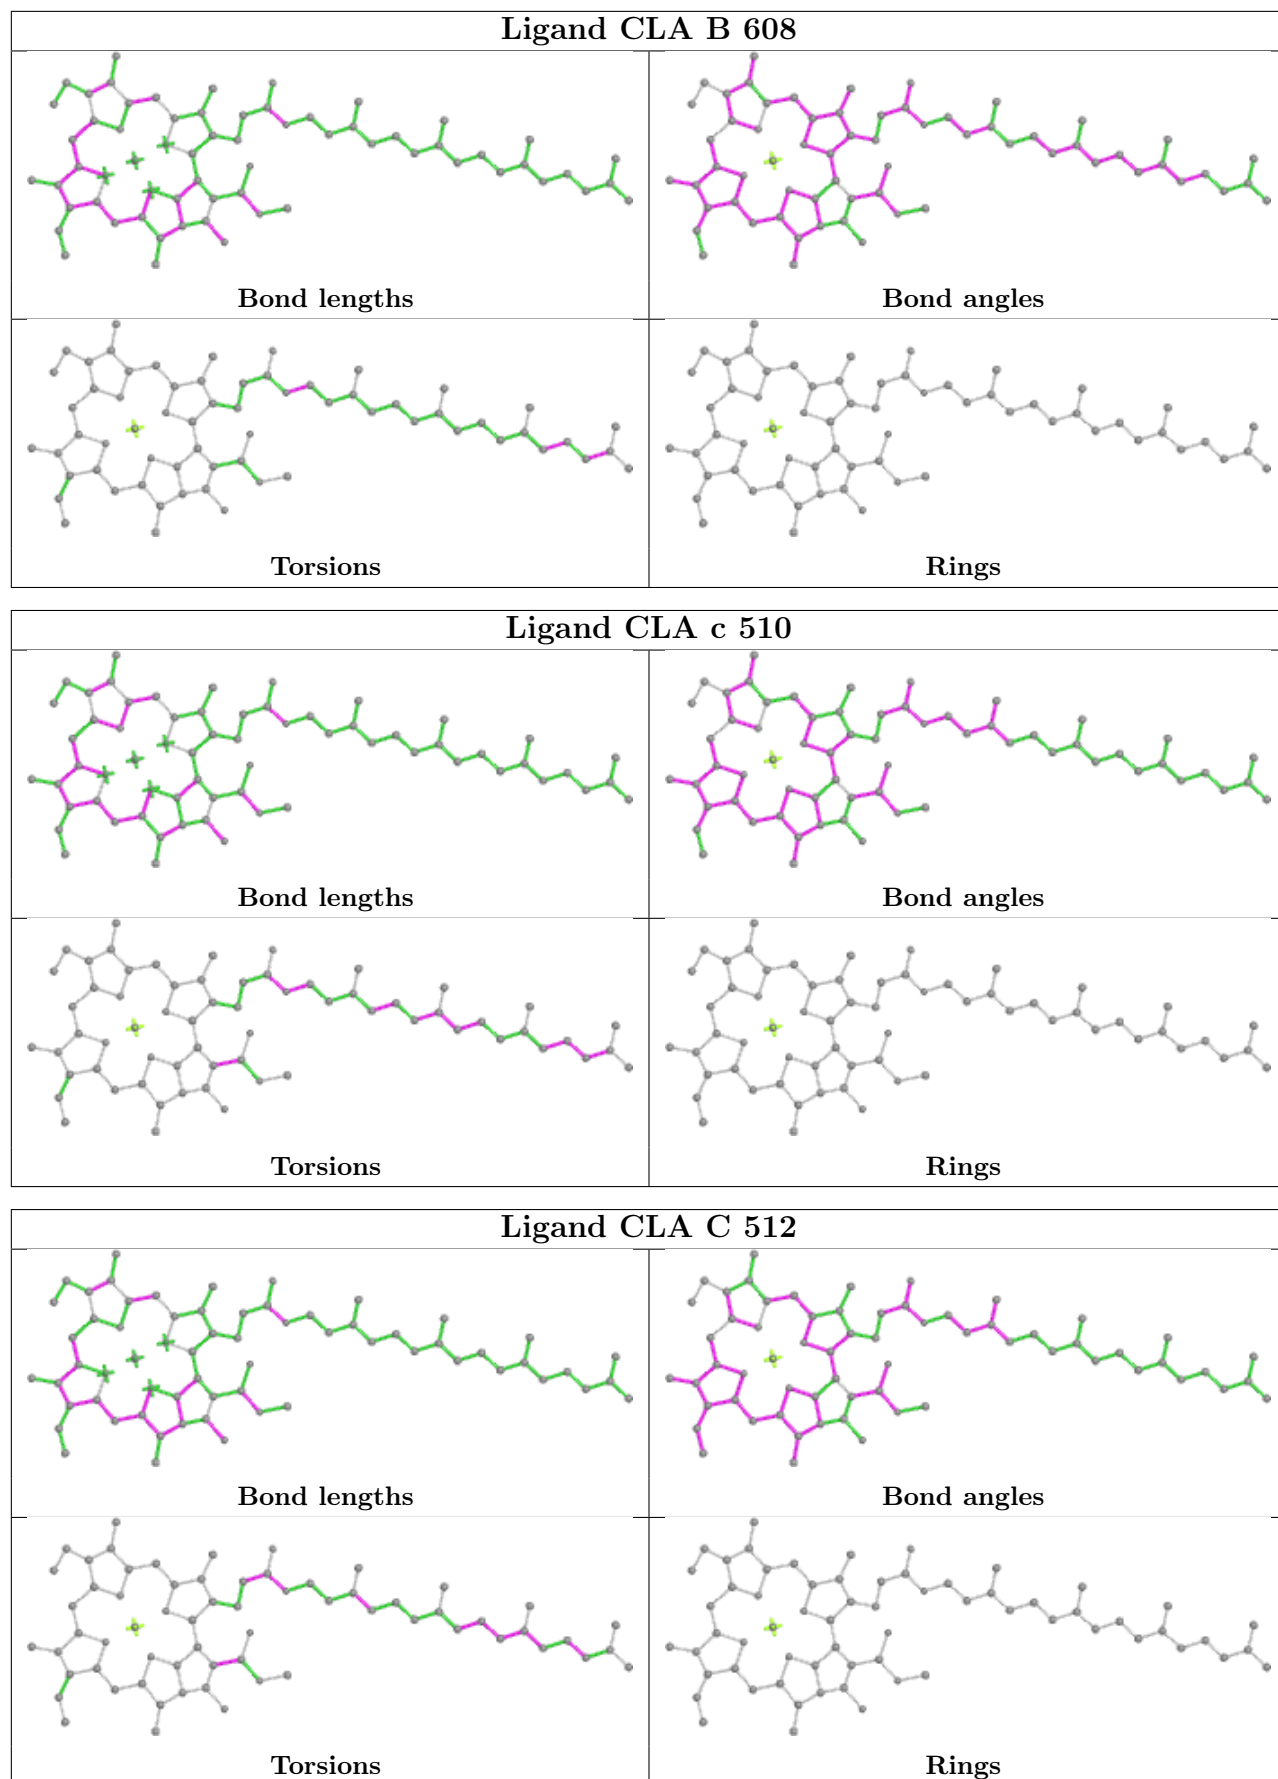 Ligand CLA B 608
Bond lengths
Bond angles
Torsions
Rings
Ligand CLA c 510
Bond lengths
Bond angles
Torsions
Rings
Ligand CLA C 512
Bond lengths
Bond angles
Torsions
Rings